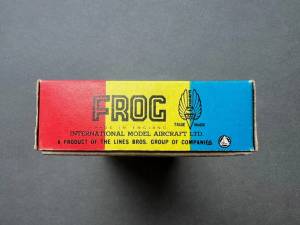 FROG
TRADE MARK
MADE IN ENGLAND
INTERNATIONAL MODEL AIRCRAFT LTD.
A PRODUCT OF THE LINES BROS. GROUP OF COMPANIES